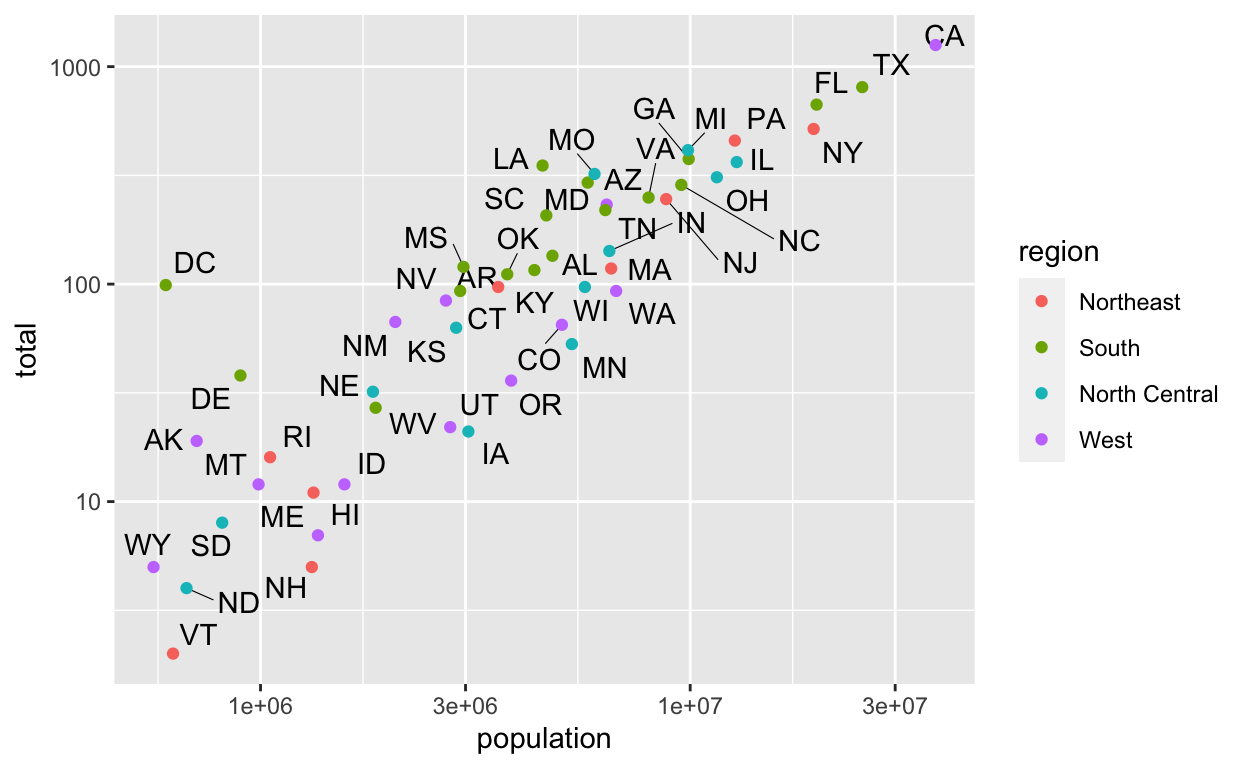 CA
1000
TX
FL
GA
MI
PA
MO
VA
NY
LA
IL
AZ
SC
MD
OH
TN
IN
MS
OK
NC
region
DC
NV
AR
AL
MA
NJ
Northeast
100
KY
CT
WI
WA
total
NM
KS
CO
MN
South
DE
NE
UT
OR
North Central
AK
RI
WV
West
MT
ID
IA
10
ME
HI
WY
SD
NH
ND
VT
1e+06
3e+06
1e+07
3e+07
population